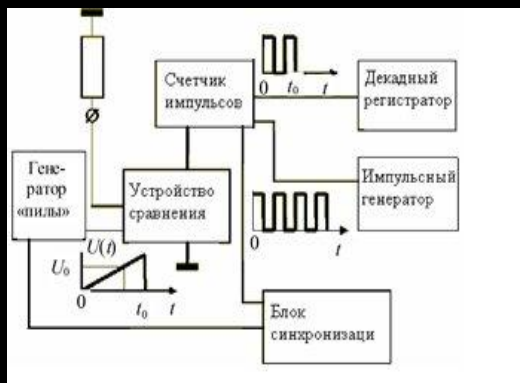 Счетчик
импульсов
0 t₀ t
Декадный
регистратор
Гене-
ратор
«пилы»
Устройство
сравнения
Импульсный
генератор
0 t
U(t)
U₀
0 t₀ t
Блок
синхронизаци